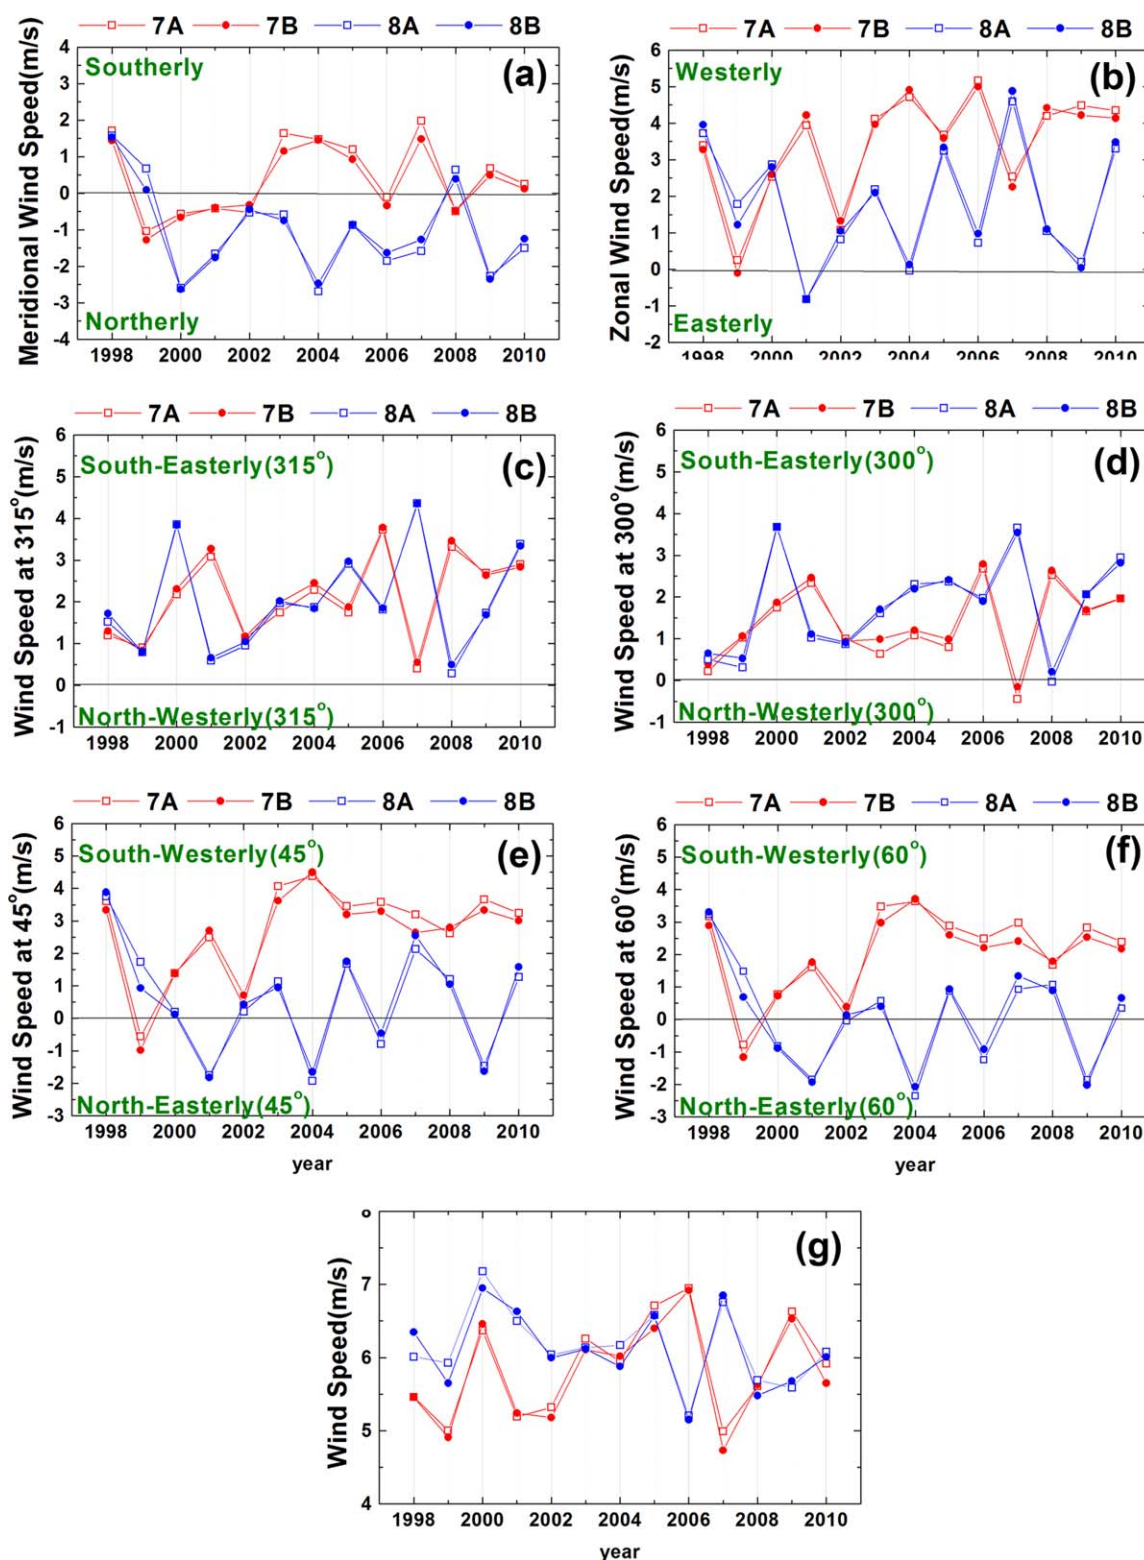 7A 7B 8A 8B
7A 7B 8A 8B
Meridional Wind Speed(m/s)
4
3
2
1
0
-1
-2
-3
-4
Southerly
(a)
Northerly
1998 2000 2002 2004 2006 2008 2010
Zonal Wind Speed(m/s)
6
5
4
3
2
1
0
-1
-2
Westerly
(b)
Easterly
1998 2000 2002 2004 2006 2008 2010
7A 7B 8A 8B
7A 7B 8A 8B
Wind Speed at 315°(m/s)
6
5
4
3
2
1
0
-1
South-Easterly(315°)
(c)
North-Westerly(315°)
1998 2000 2002 2004 2006 2008 2010
Wind Speed at 300°(m/s)
6
5
4
3
2
1
0
-1
South-Easterly(300°)
(d)
North-Westerly(300°)
1998 2000 2002 2004 2006 2008 2010
7A 7B 8A 8B
7A 7B 8A 8B
Wind Speed at 45°(m/s)
6
5
4
3
2
1
0
-1
-2
-3
South-Westerly(45°)
(e)
North-Easterly(45°)
1998 2000 2002 2004 2006 2008 2010
year
Wind Speed at 60°(m/s)
6
5
4
3
2
1
0
-1
-2
-3
South-Westerly(60°)
(f)
North-Easterly(60°)
1998 2000 2002 2004 2006 2008 2010
year
Wind Speed(m/s)
8
7
6
5
4
(g)
1998 2000 2002 2004 2006 2008 2010
year